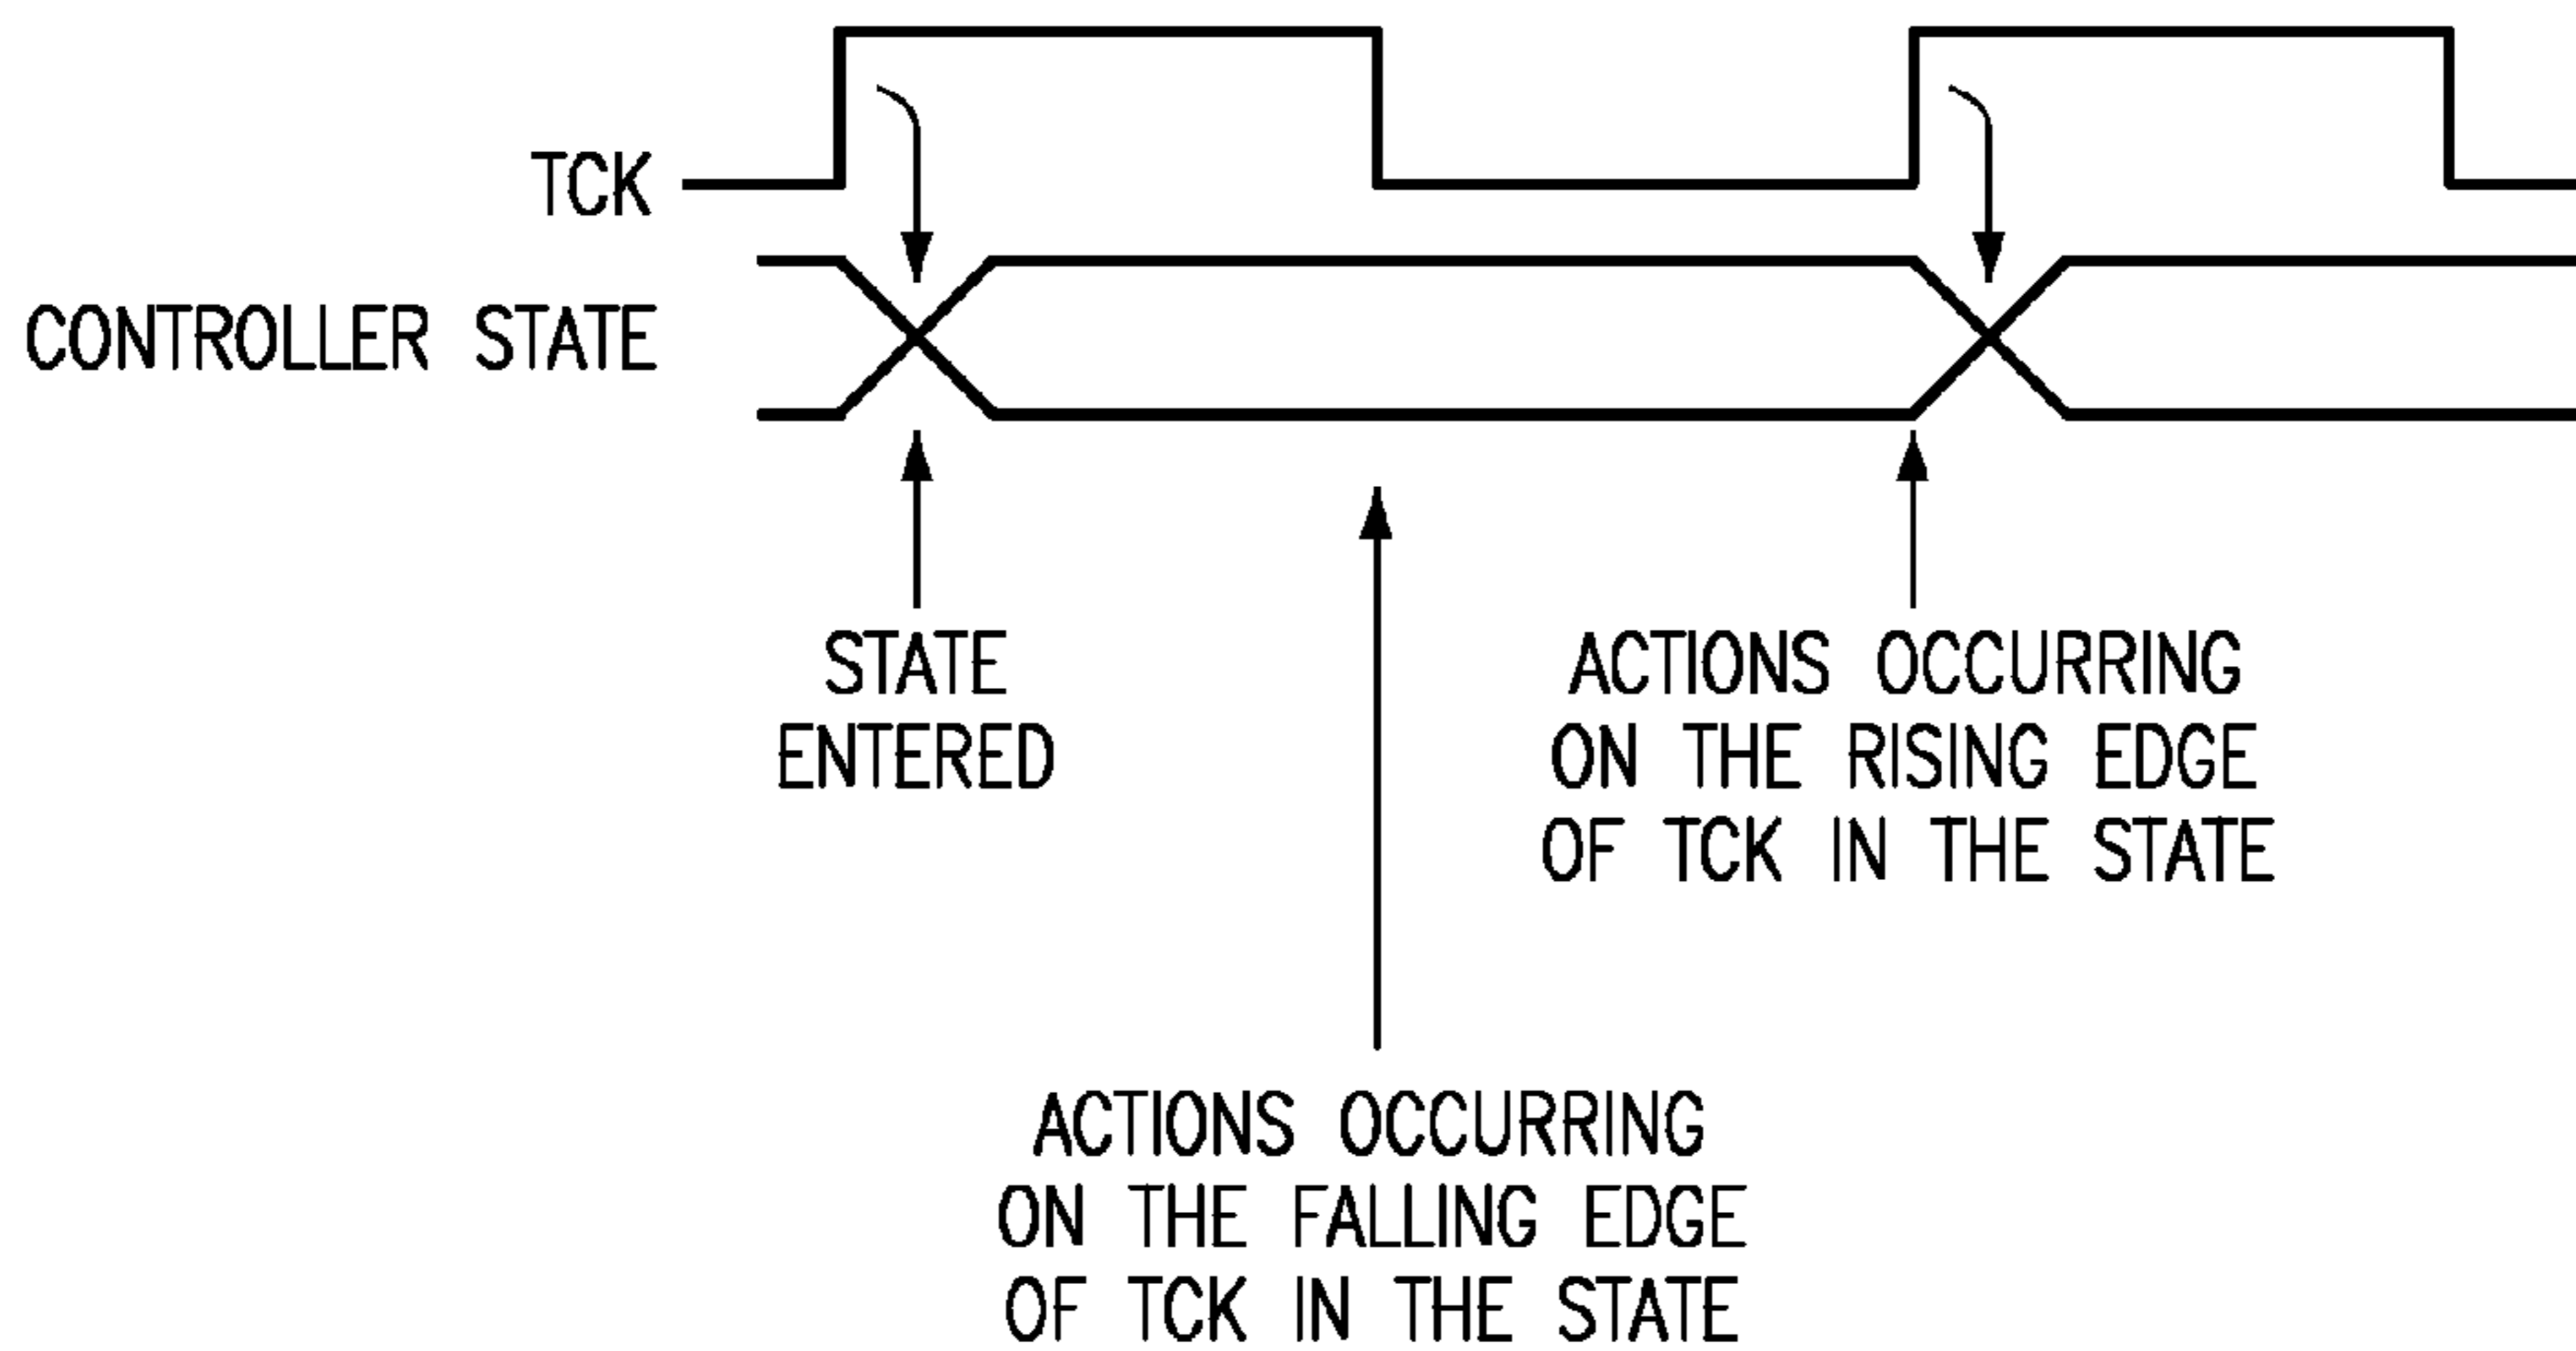 TCK
CONTROLLER STATE
STATE
ENTERED
ACTIONS OCCURRING
ON THE RISING EDGE
OF TCK IN THE STATE
ACTIONS OCCURRING
ON THE FALLING EDGE
OF TCK IN THE STATE